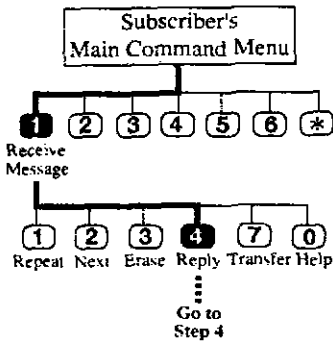 Subscriber's
Main Command Menu
1 2 3 4 5 6 *
Receive
Message
1 2 3 4 7 0
Repeat Next Erase Reply Transfer Help
Go to
Step 4